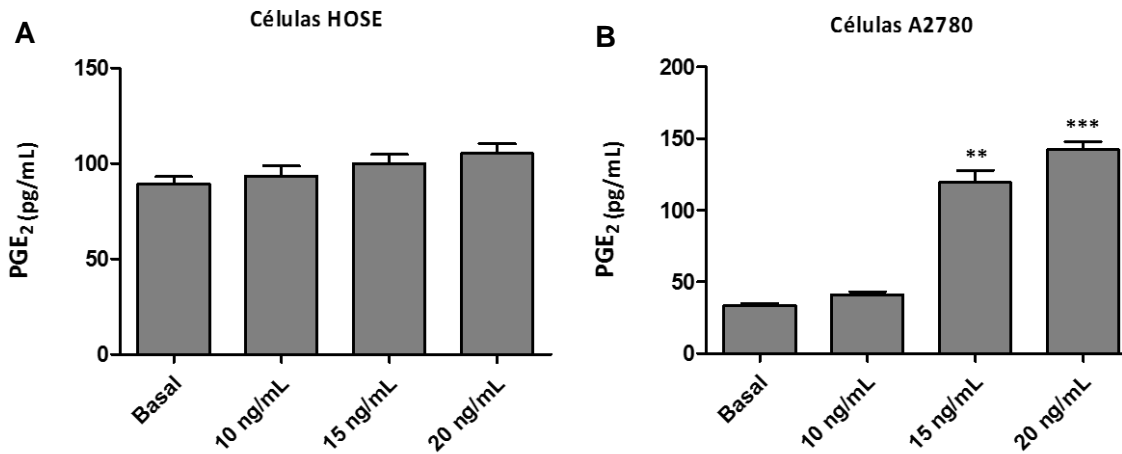 A
Células HOSE
PGE₂ (pg/mL)
150
100
50
0
Basal
10 ng/mL
15 ng/mL
20 ng/mL
B
Células A2780
PGE₂ (pg/mL)
200
150
100
50
0
**
***
Basal
10 ng/mL
15 ng/mL
20 ng/mL